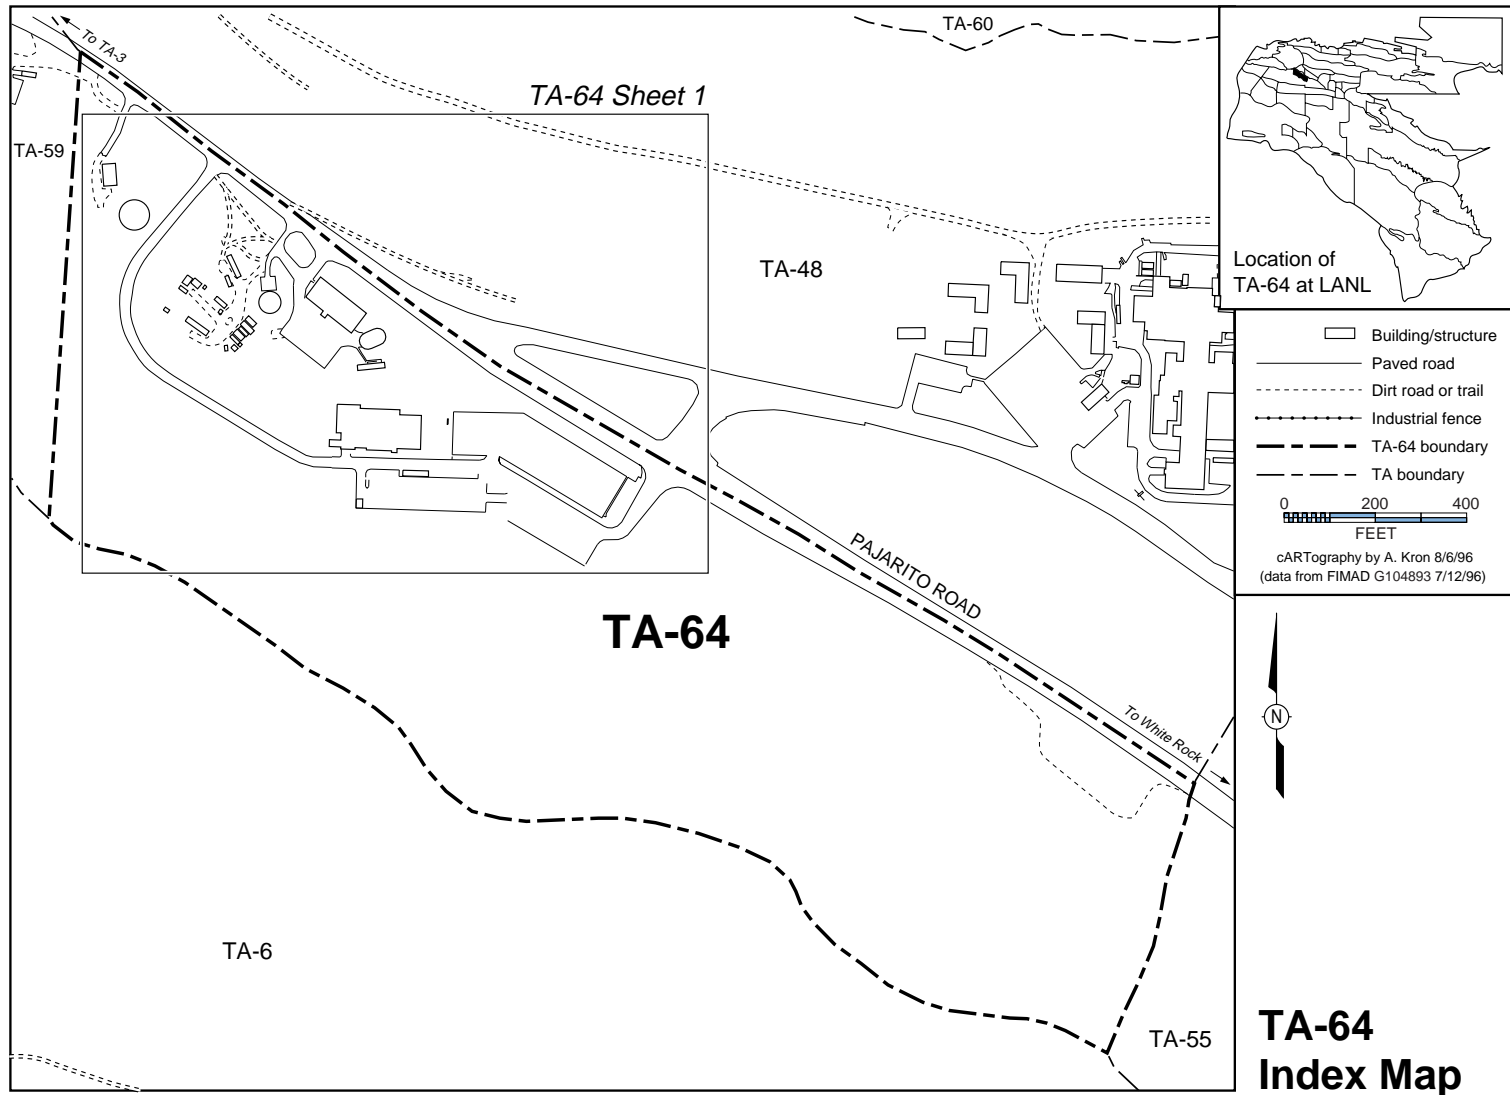 To TA-3
TA-60
TA-64 Sheet 1
TA-59
TA-48
Location of
TA-64 at LANL
Building/structure
Paved road
Dirt road or trail
Industrial fence
TA-64 boundary
TA boundary
0 200 400
FEET
cARTography by A. Kron 8/6/96
(data from FIMAD G104893 7/12/96)
PAJARITO ROAD
TA-64
To White Rock
N
TA-6
TA-55
TA-64
Index Map